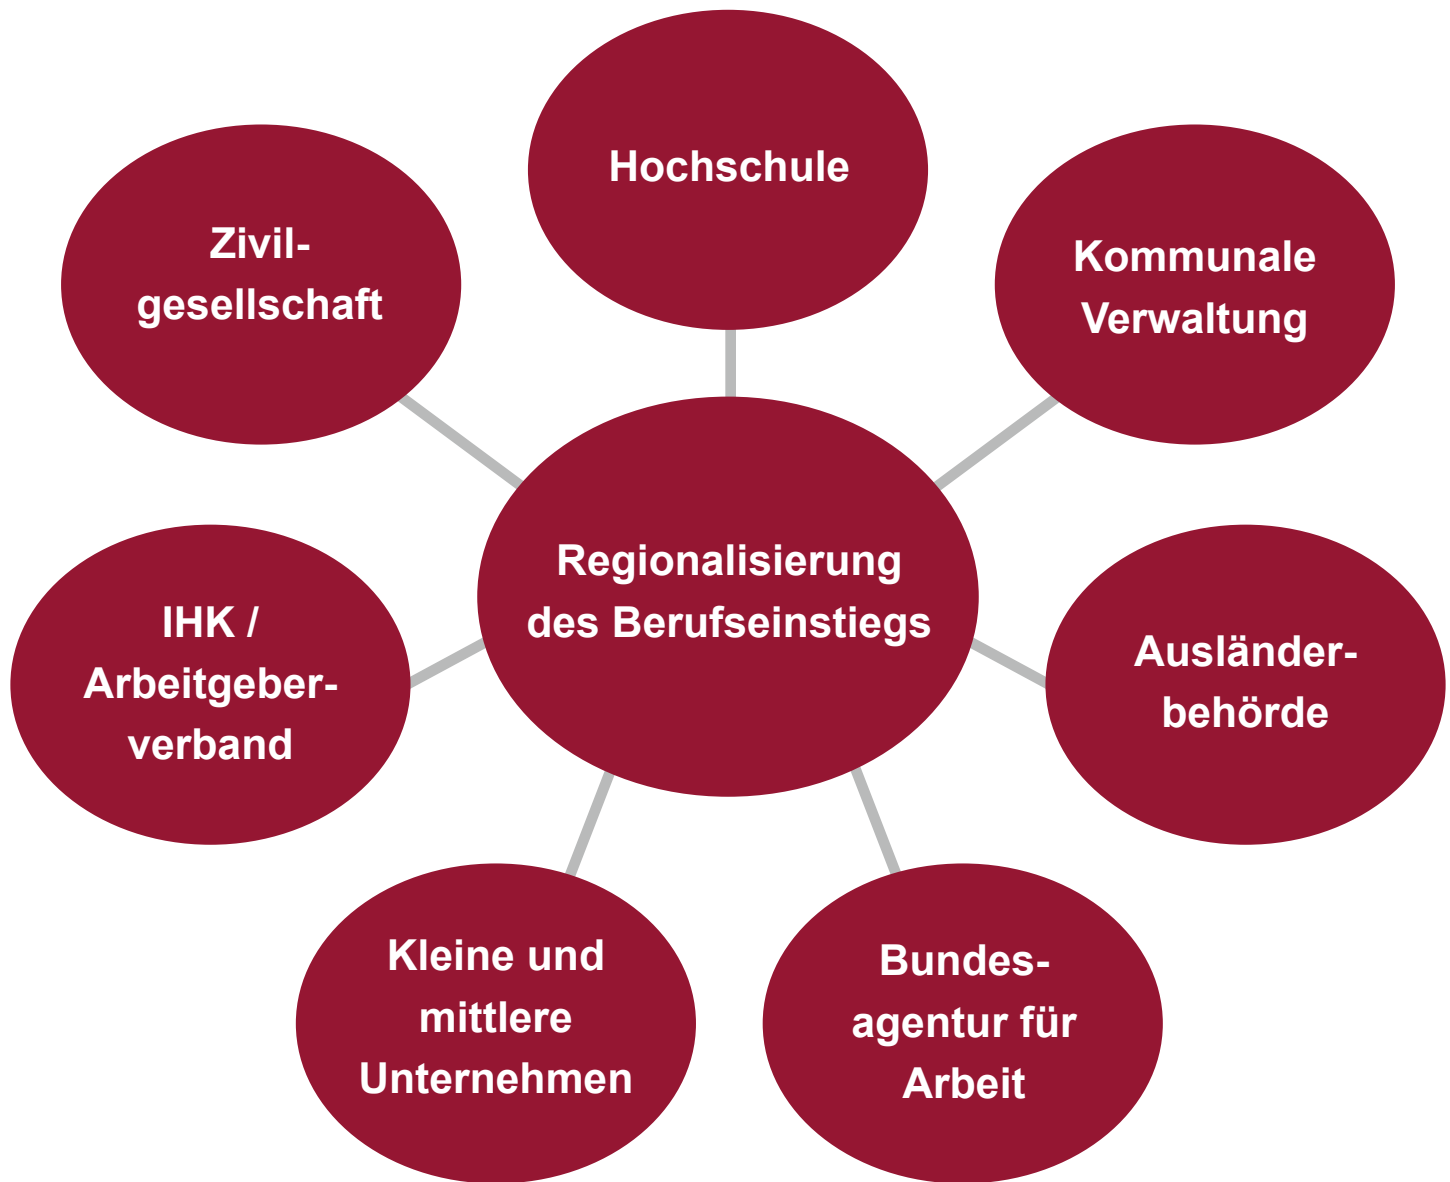 Hochschule
Zivil-
gesellschaft
Kommunale
Verwaltung
Regionalisierung
des Berufseinstiegs
IHK /
Arbeitgeber-
verband
Ausländer-
behörde
Kleine und
mittlere
Unternehmen
Bundes-
agentur für
Arbeit